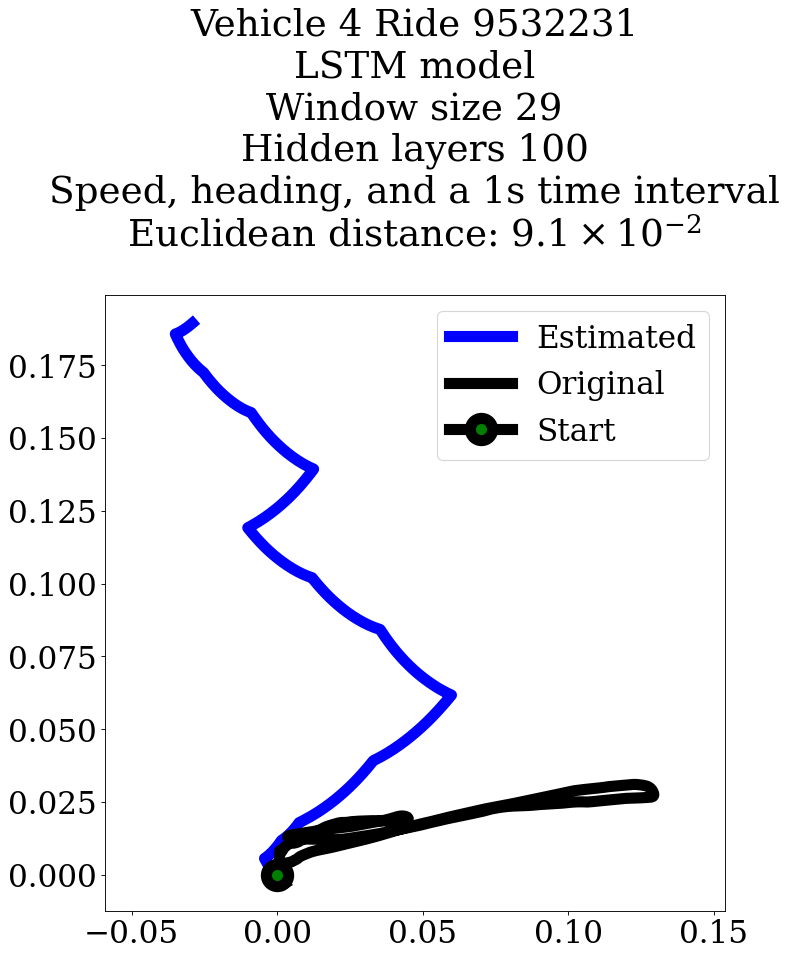 Vehicle 4 Ride 9532231
LSTM model
Window size 29
Hidden layers 100
Speed, heading, and a 1s time interval
Euclidean distance: 9.1 × 10⁻²
Estimated
Original
Start
0.175
0.150
0.125
0.100
0.075
0.050
0.025
0.000
−0.05 0.00 0.05 0.10 0.15